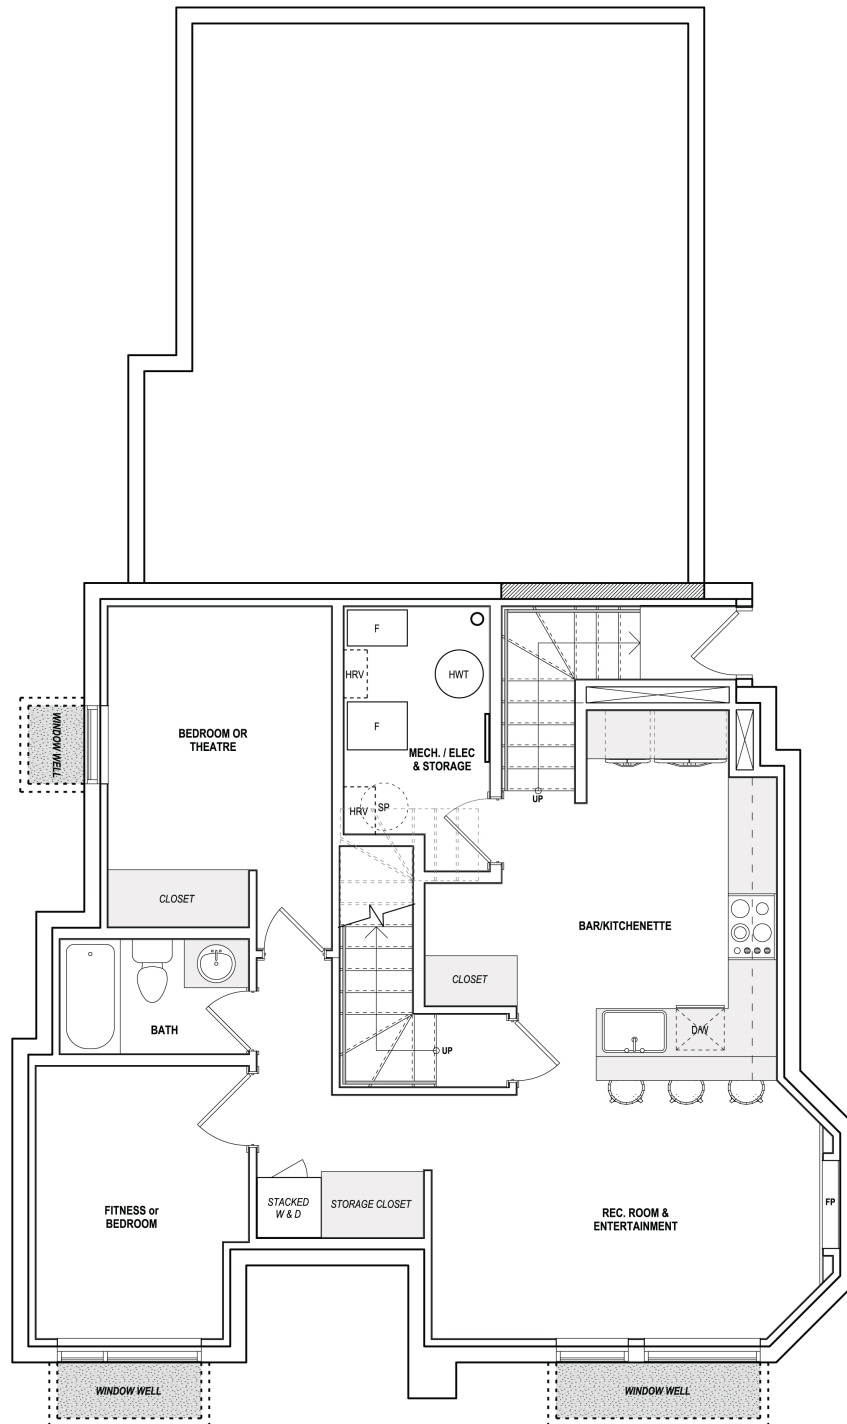 F
HRV
HWT
F
WINDOW WELL
BEDROOM OR
THEATRE
MECH. / ELEC
& STORAGE
HRV
SP
UP
CLOSET
BAR/KITCHENETTE
CLOSET
BATH
D/W
UP
STACKED
W & D
STORAGE CLOSET
FITNESS or
BEDROOM
REC. ROOM &
ENTERTAINMENT
FP
WINDOW WELL
WINDOW WELL